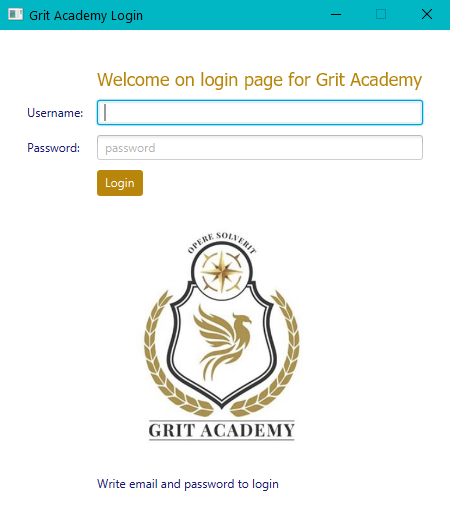 Grit Academy Login
Welcome on login page for Grit Academy
Username:
Password:
password
Login
OPERE SOLVERIT
GRIT ACADEMY
Write email and password to login